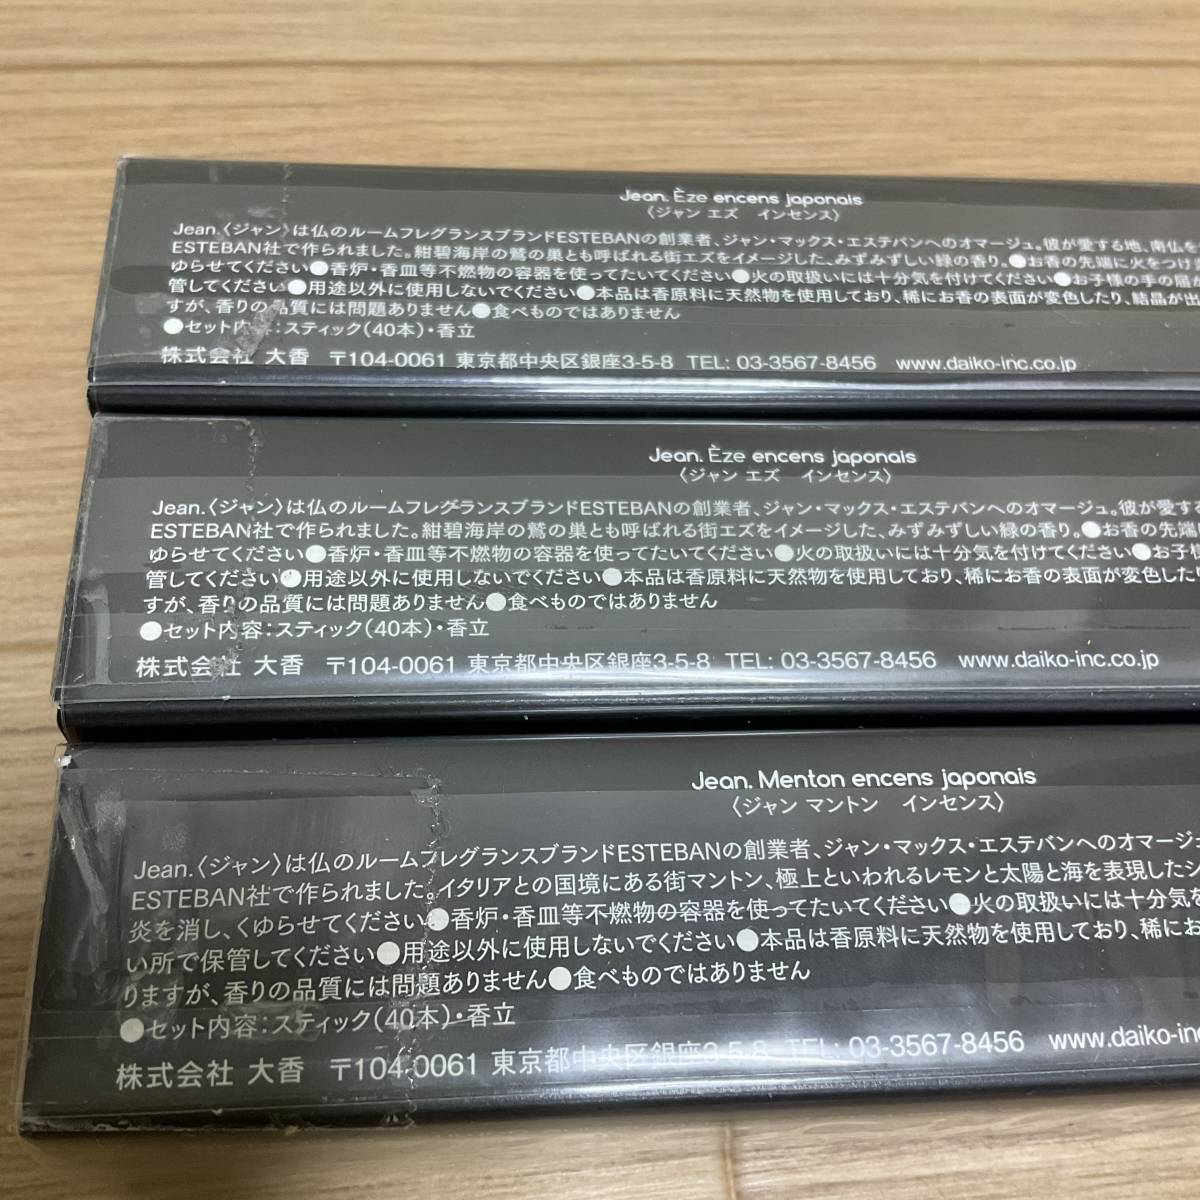 Jean. Èze encens japonais
〈ジャン エズ　インセンス〉
Jean.〈ジャン〉は仏のルームフレグランスブランドESTEBANの創業者、ジャン・マックス・エステバンへのオマージュ。彼が愛する地、南仏を
ESTEBAN社で作られました。紺碧海岸の鷲の巣とも呼ばれる街エズをイメージした、みずみずしい緑の香り。●お香の先端に火をつけ
ゆらせてください●香炉・香皿等不燃物の容器を使ってたいてください●火の取扱いには十分気を付けてください●お子様の手の届か
管してください●用途以外に使用しないでください●本品は香原料に天然物を使用しており、稀にお香の表面が変色したり、結晶が出
すが、香りの品質には問題ありません●食べものではありません
●セット内容：スティック（40本）・香立
株式会社 大香　〒104-0061 東京都中央区銀座3-5-8　TEL: 03-3567-8456　www.daiko-inc.co.jp
Jean. Èze encens japonais
〈ジャン エズ　インセンス〉
Jean.〈ジャン〉は仏のルームフレグランスブランドESTEBANの創業者、ジャン・マックス・エステバンへのオマージュ。彼が愛す
ESTEBAN社で作られました。紺碧海岸の鷲の巣とも呼ばれる街エズをイメージした、みずみずしい緑の香り。●お香の先端
ゆらせてください●香炉・香皿等不燃物の容器を使ってたいてください●火の取扱いには十分気を付けてください●お子
管してください●用途以外に使用しないでください●本品は香原料に天然物を使用しており、稀にお香の表面が変色したり
すが、香りの品質には問題ありません●食べものではありません
●セット内容：スティック（40本）・香立
株式会社 大香　〒104-0061 東京都中央区銀座3-5-8　TEL: 03-3567-8456　www.daiko-inc.co.jp
Jean. Menton encens japonais
〈ジャン マントン　インセンス〉
Jean.〈ジャン〉は仏のルームフレグランスブランドESTEBANの創業者、ジャン・マックス・エステバンへのオマージュ
ESTEBAN社で作られました。イタリアとの国境にある街マントン、極上といわれるレモンと太陽と海を表現したシ
炎を消し、くゆらせてください●香炉・香皿等不燃物の容器を使ってたいてください●火の取扱いには十分気を
い所で保管してください●用途以外に使用しないでください●本品は香原料に天然物を使用しており、稀にお
りますが、香りの品質には問題ありません●食べものではありません
●セット内容：スティック（40本）・香立
株式会社 大香　〒104-0061 東京都中央区銀座3-5-8　TEL: 03-3567-8456　www.daiko-inc